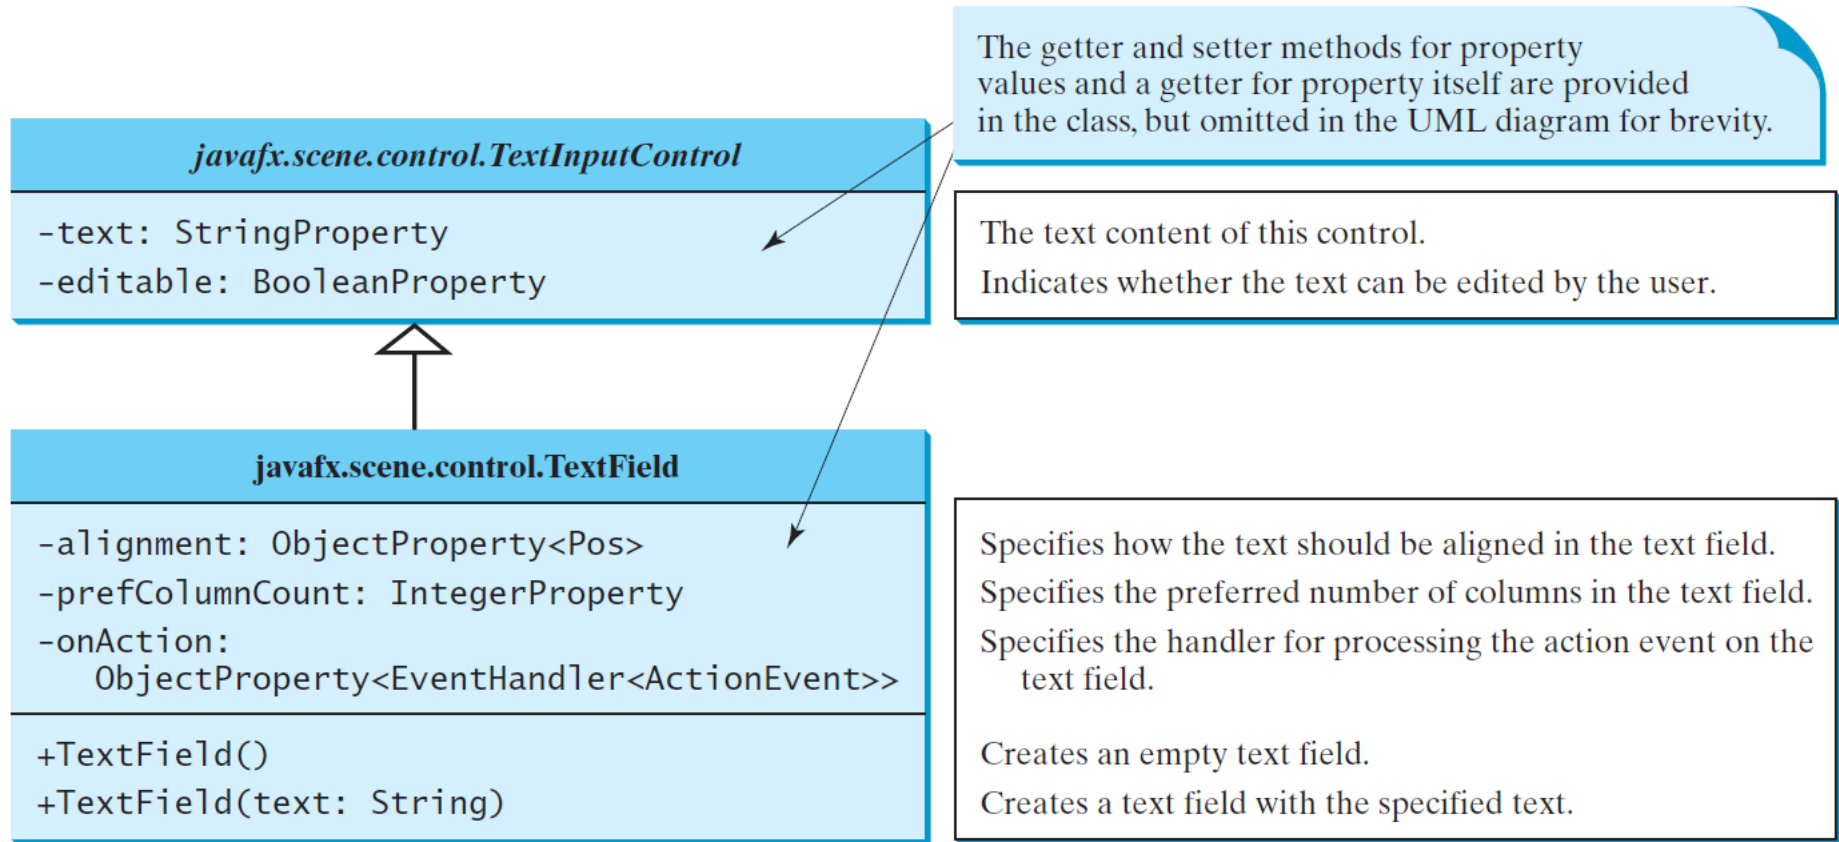 The getter and setter methods for property
values and a getter for property itself are provided
in the class, but omitted in the UML diagram for brevity.
javafx.scene.control.TextInputControl
-text: StringProperty
-editable: BooleanProperty
The text content of this control.
Indicates whether the text can be edited by the user.
javafx.scene.control.TextField
-alignment: ObjectProperty<Pos>
-prefColumnCount: IntegerProperty
-onAction:
ObjectProperty<EventHandler<ActionEvent>>
Specifies how the text should be aligned in the text field.
Specifies the preferred number of columns in the text field.
Specifies the handler for processing the action event on the
text field.
+TextField()
+TextField(text: String)
Creates an empty text field.
Creates a text field with the specified text.